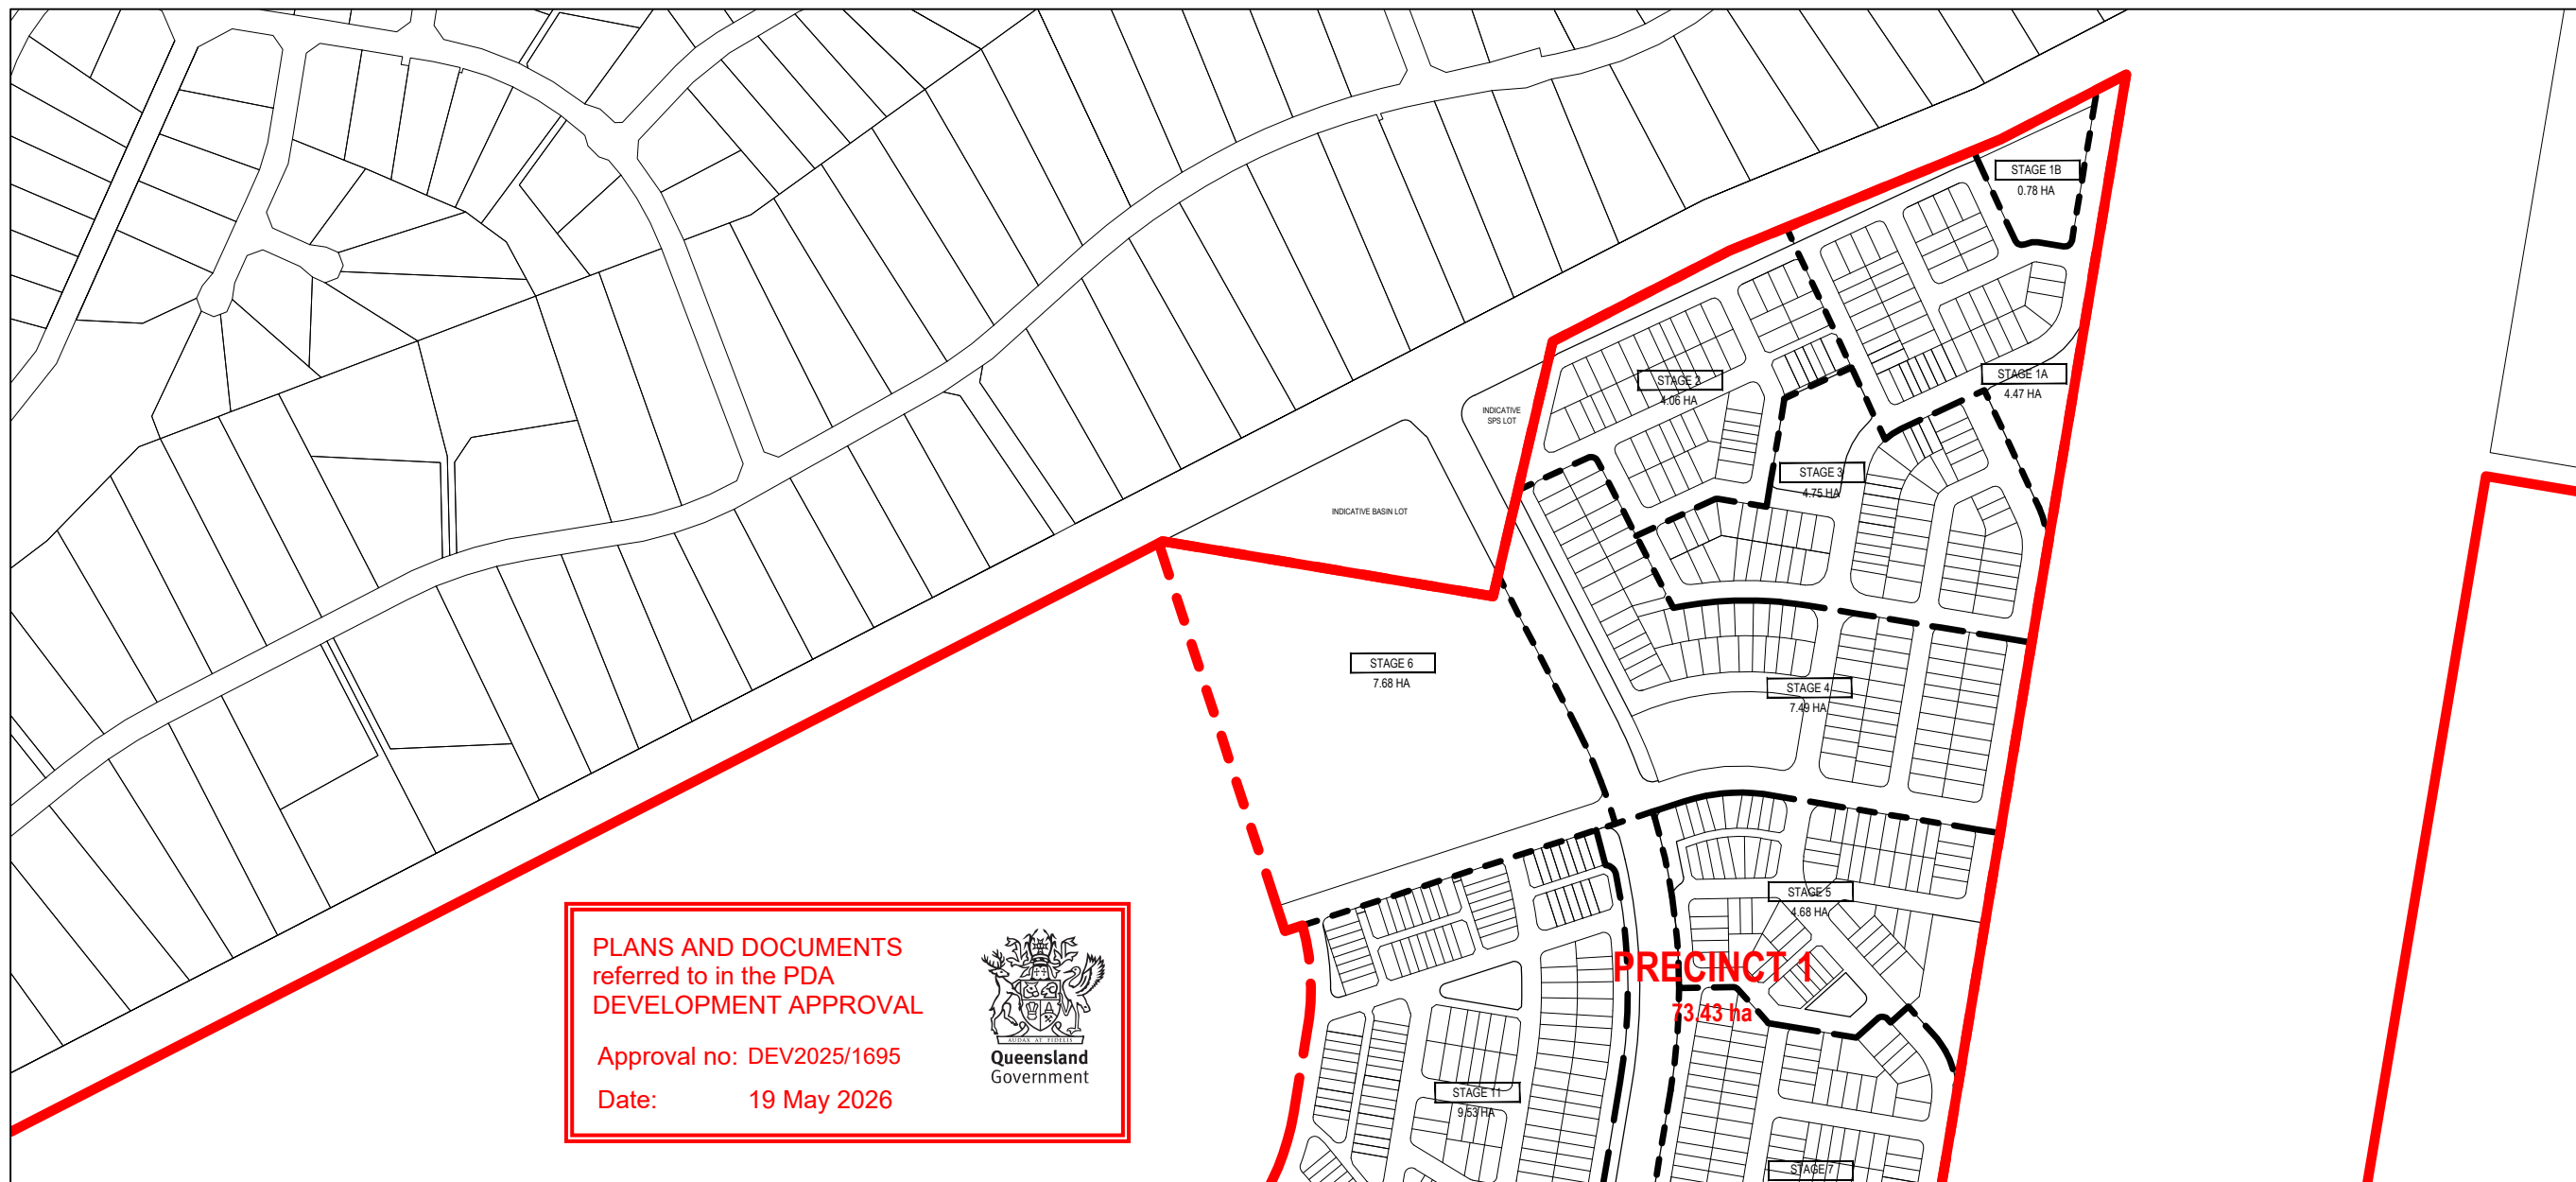 STAGE 1B
0.78 HA
STAGE 1A
4.47 HA
STAGE 2
4.06 HA
INDICATIVE
SPS LOT
STAGE 3
4.75 HA
INDICATIVE BASIN LOT
STAGE 6
7.68 HA
STAGE 4
7.49 HA
STAGE 5
4.68 HA
PRECINCT 1
73.43 ha
STAGE 11
9.53 HA
STAGE 7
PLANS AND DOCUMENTS
referred to in the PDA
DEVELOPMENT APPROVAL
Approval no: DEV2025/1695
Date: 19 May 2026
AUDAX AT FIDELIS
Queensland
Government